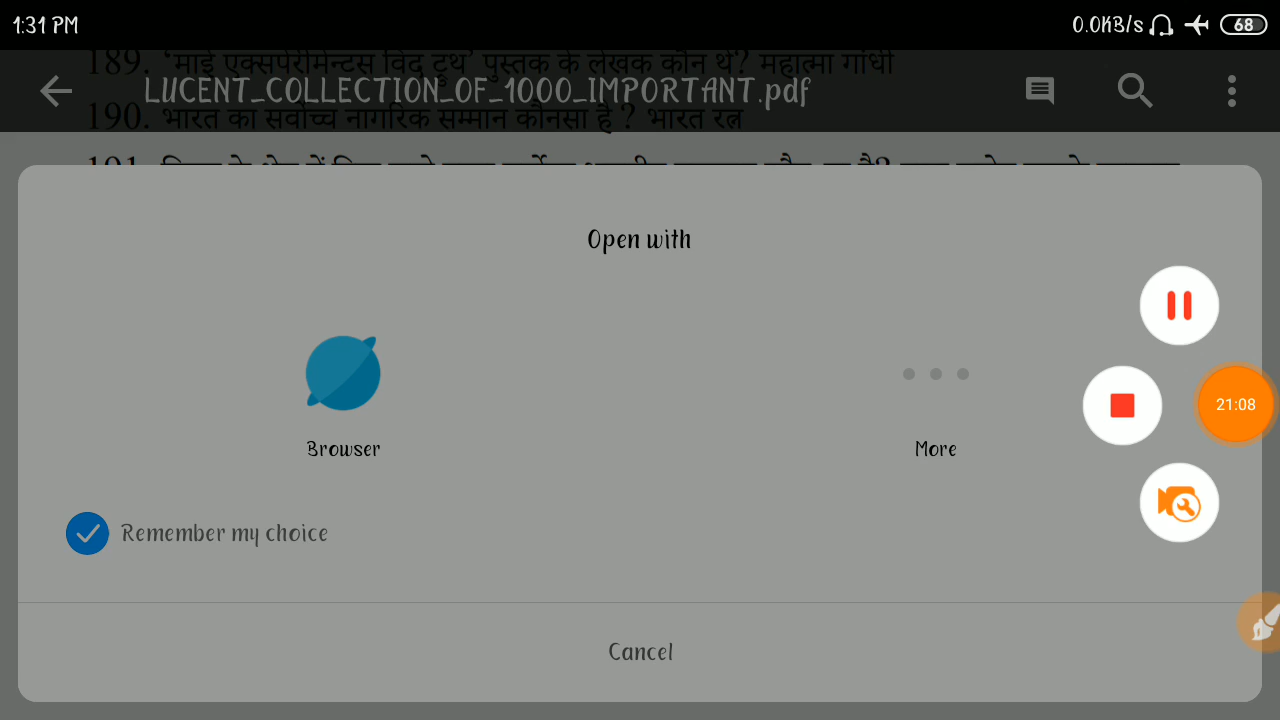 1:31 PM
0.0KB/s 68
189. 'माई एक्सपेरीमेन्टस विद टुथ' पुस्तक के लेखक कौन थे? महात्मा गांधी
LUCENT_COLLECTION_OF_1000_IMPORTANT.pdf
190. भारत का सर्वोच्च नागरिक सम्मान कौनसा है ? भारत रत्न
Open with
Browser
More
21:08
Remember my choice
Cancel